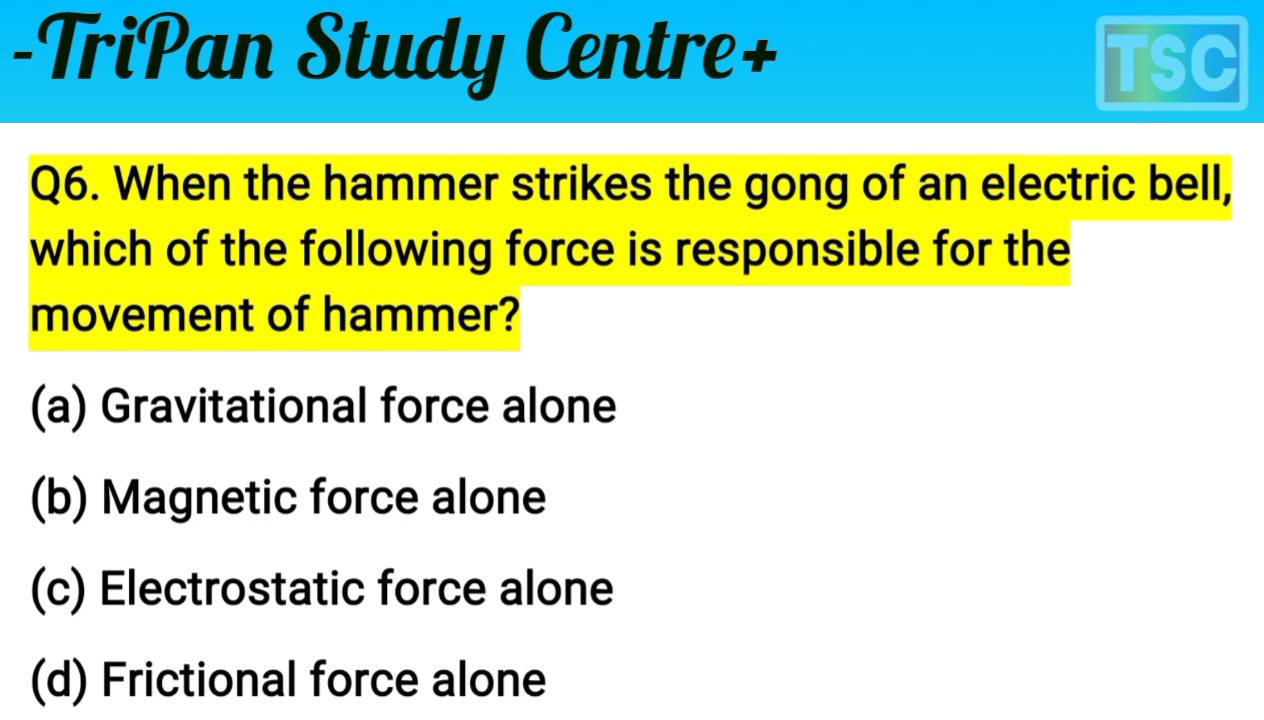 -TriPan Study Centre+
TSC
Q6. When the hammer strikes the gong of an electric bell,
which of the following force is responsible for the
movement of hammer?
(a) Gravitational force alone
(b) Magnetic force alone
(c) Electrostatic force alone
(d) Frictional force alone